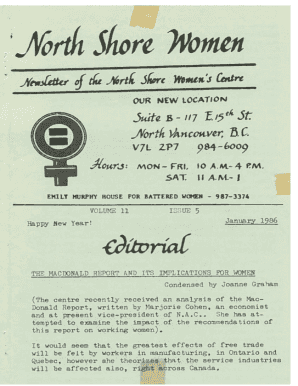 North Shore Women
Newsletter of the North Shore Women's Centre
OUR NEW LOCATION
Suite B - 117 E 15th St.
North Vancouver, B.C.
V7L 2P7 984-6009
Hours: MON - FRI. 10 A.M - 4 P.M.
SAT. 11 A.M - 1
EMILY MURPHY HOUSE FOR BATTERED WOMEN - 987-3374
VOLUME 11 ISSUE 5
Happy New Year! January 1986
Editorial
THE MACDONALD REPORT AND ITS IMPLICATIONS FOR WOMEN
Condensed by Joanne Graham
(The centre recently received an analysis of the Mac-
Donald Report, written by Marjorie Cohen, an economist
and at present vice-president of N.A.C.. She has at-
tempted to examine the impact of the recommendations of
this report on working women).
It would seem that the greatest effects of free trade
will be felt by workers in manufacturing, in Ontario and
Quebec, however she theorizes that the service industries
will be affected also, right across Canada.